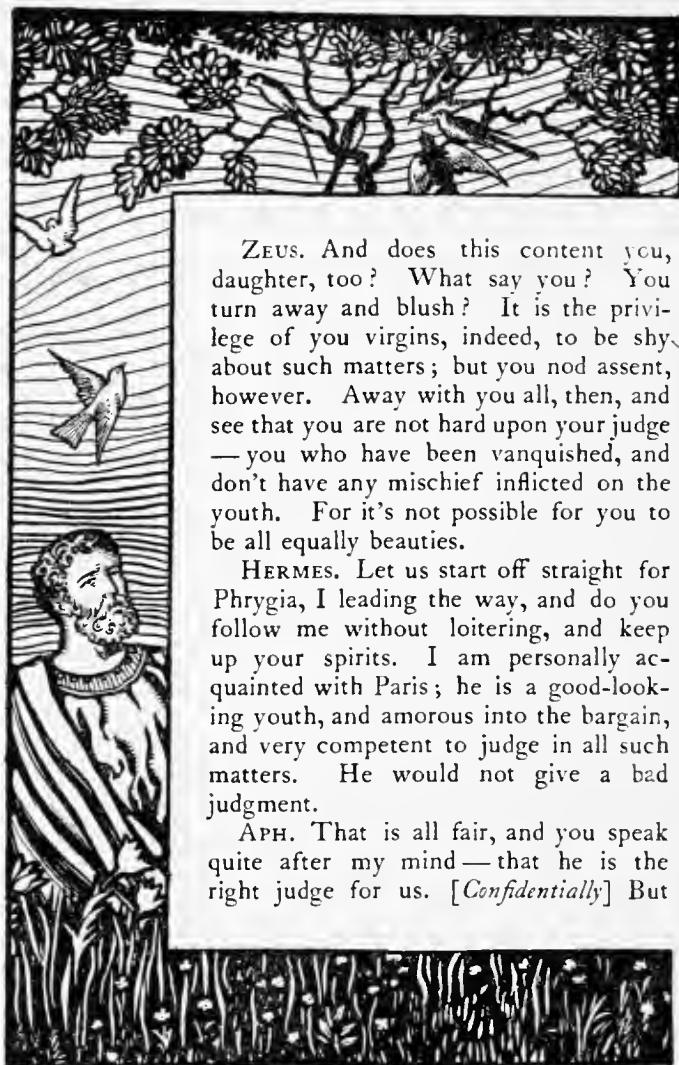 ZEUS. And does this content you,
daughter, too? What say you? You
turn away and blush? It is the privi-
lege of you virgins, indeed, to be shy
about such matters; but you nod assent,
however. Away with you all, then, and
see that you are not hard upon your judge
— you who have been vanquished, and
don't have any mischief inflicted on the
youth. For it's not possible for you to
be all equally beauties.
HERMES. Let us start off straight for
Phrygia, I leading the way, and do you
follow me without loitering, and keep
up your spirits. I am personally ac-
quainted with Paris; he is a good-look-
ing youth, and amorous into the bargain,
and very competent to judge in all such
matters. He would not give a bad
judgment.
APH. That is all fair, and you speak
quite after my mind — that he is the
right judge for us. [Confidentially] But